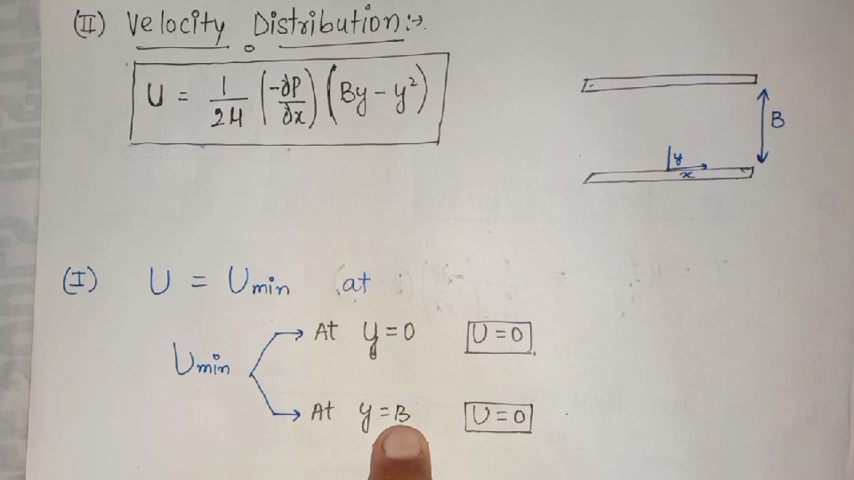 (II) Velocity Distribution :→
U = 1/2μ (-∂P/∂x) (By - y²)
B
y
x
(I) U = Umin at :
Umin
At y = 0 U = 0
At y = B U = 0